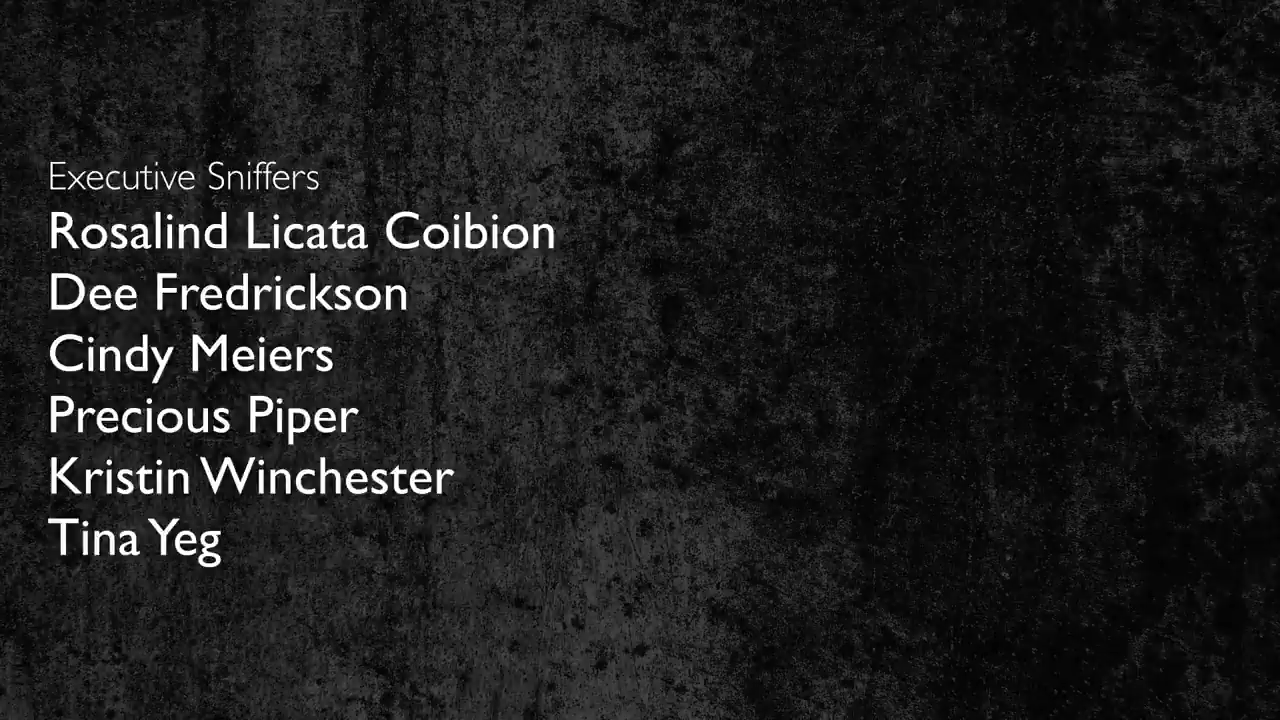 Executive Sniffers
Rosalind Licata Coibion
Dee Fredrickson
Cindy Meiers
Precious Piper
Kristin Winchester
Tina Yeg